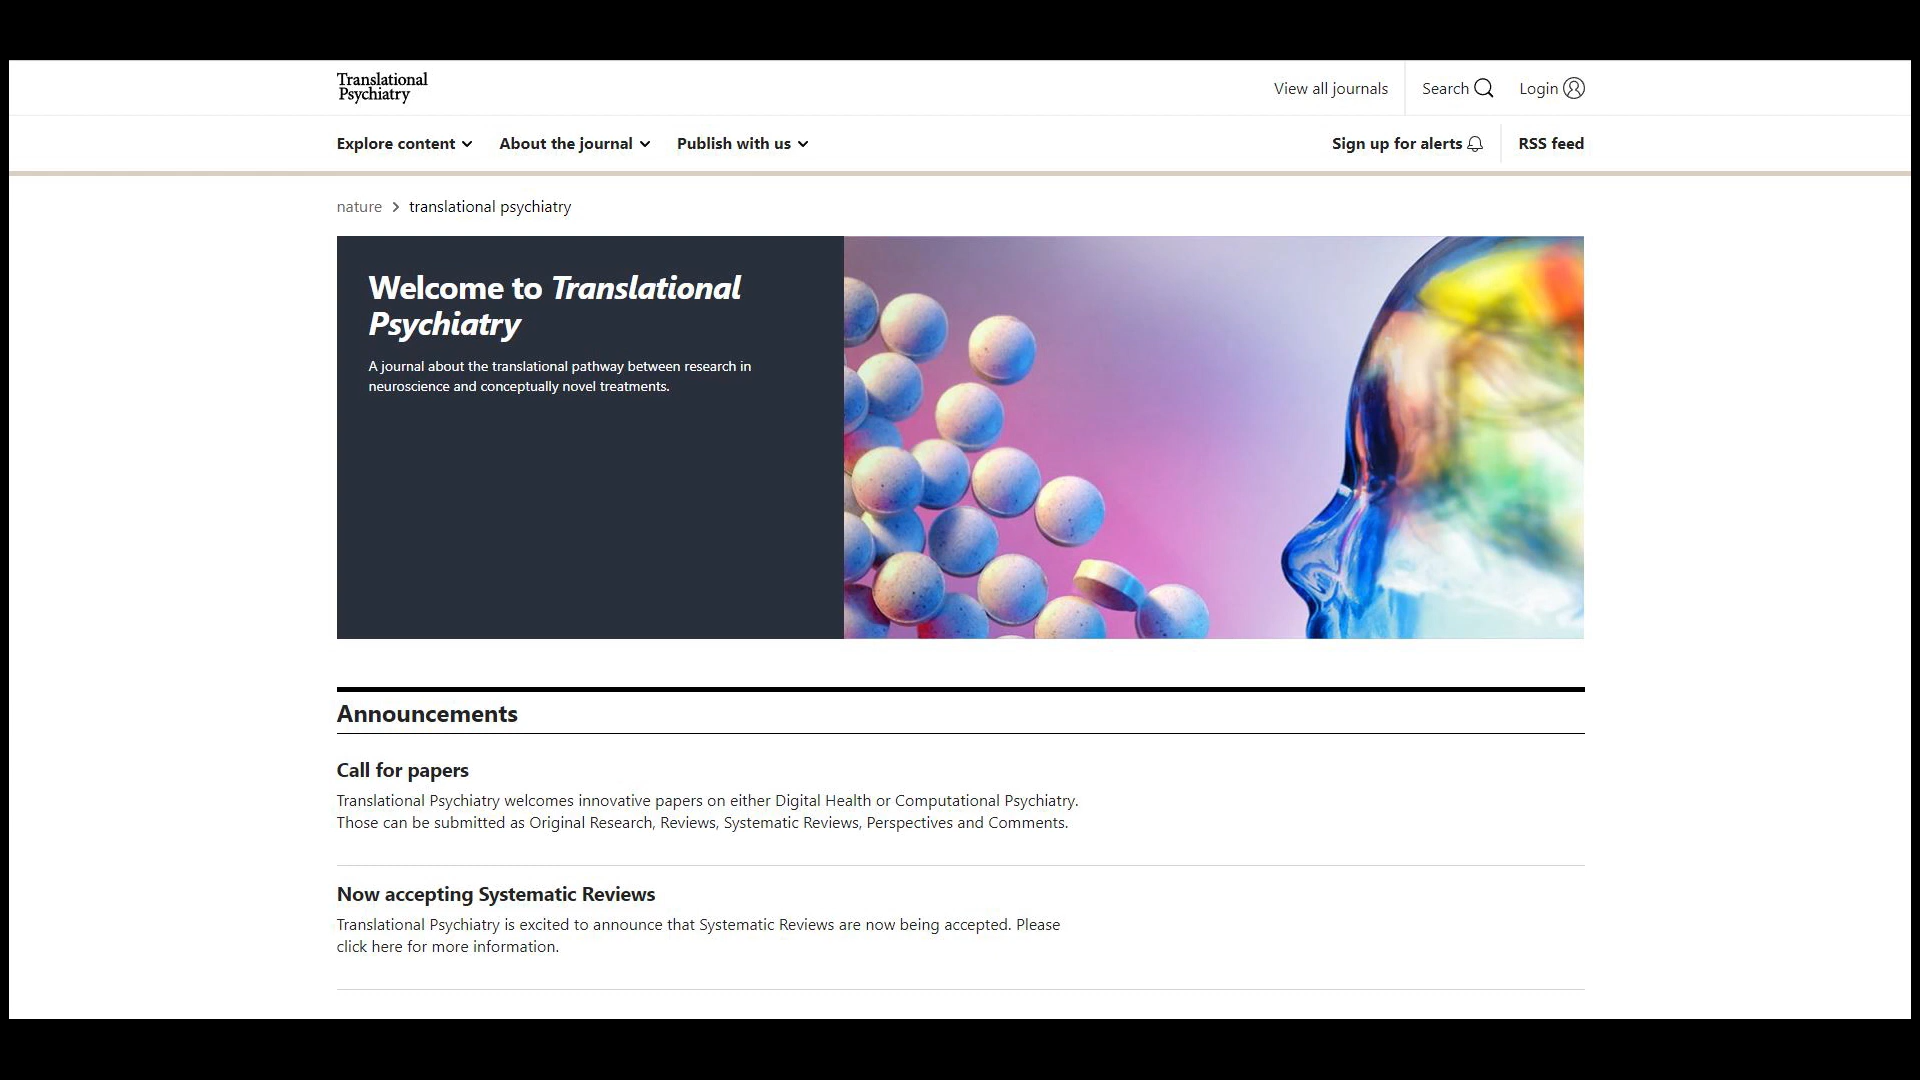 Translational
Psychiatry
View all journals
Search
Login
Explore content
About the journal
Publish with us
Sign up for alerts
RSS feed
nature > translational psychiatry
Welcome to Translational
Psychiatry
A journal about the translational pathway between research in
neuroscience and conceptually novel treatments.
Announcements
Call for papers
Translational Psychiatry welcomes innovative papers on either Digital Health or Computational Psychiatry.
Those can be submitted as Original Research, Reviews, Systematic Reviews, Perspectives and Comments.
Now accepting Systematic Reviews
Translational Psychiatry is excited to announce that Systematic Reviews are now being accepted. Please
click here for more information.